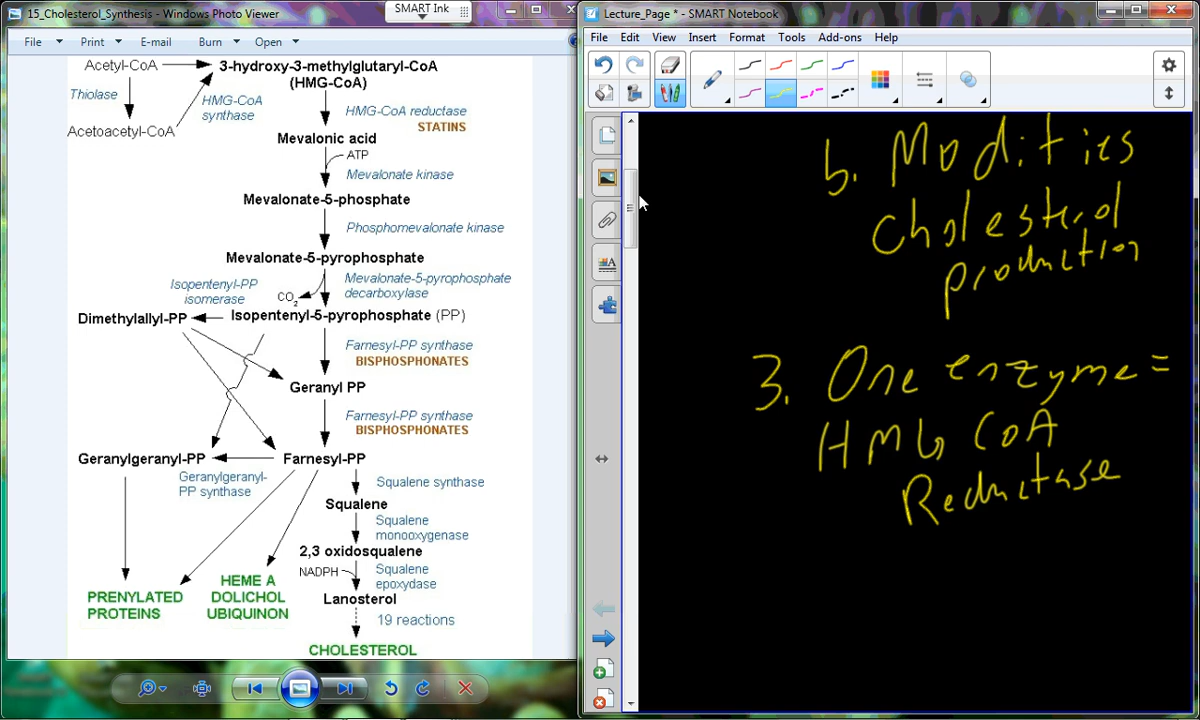 15_Cholesterol_Synthesis - Windows Photo Viewer
SMART Ink
File Print E-mail Burn Open
Acetyl-CoA
3-hydroxy-3-methylglutaryl-CoA
(HMG-CoA)
Thiolase
HMG-CoA
synthase
Acetoacetyl-CoA
HMG-CoA reductase
STATINS
Mevalonic acid
ATP
Mevalonate kinase
Mevalonate-5-phosphate
Phosphomevalonate kinase
Mevalonate-5-pyrophosphate
Isopentenyl-PP
isomerase
CO2
Mevalonate-5-pyrophosphate
decarboxylase
Dimethylallyl-PP
Isopentenyl-5-pyrophosphate (PP)
Farnesyl-PP synthase
BISPHOSPHONATES
Geranyl PP
Farnesyl-PP synthase
BISPHOSPHONATES
Geranylgeranyl-PP
Farnesyl-PP
Geranylgeranyl-
PP synthase
Squalene synthase
Squalene
Squalene
monooxygenase
2,3 oxidosqualene
NADPH
Squalene
epoxydase
Lanosterol
19 reactions
PRENYLATED
PROTEINS
HEME A
DOLICHOL
UBIQUINON
CHOLESTEROL
Lecture_Page * - SMART Notebook
File Edit View Insert Format Tools Add-ons Help
b. Modifies
Cholesterol
production
3. One enzyme =
HMG CoA
Reductase